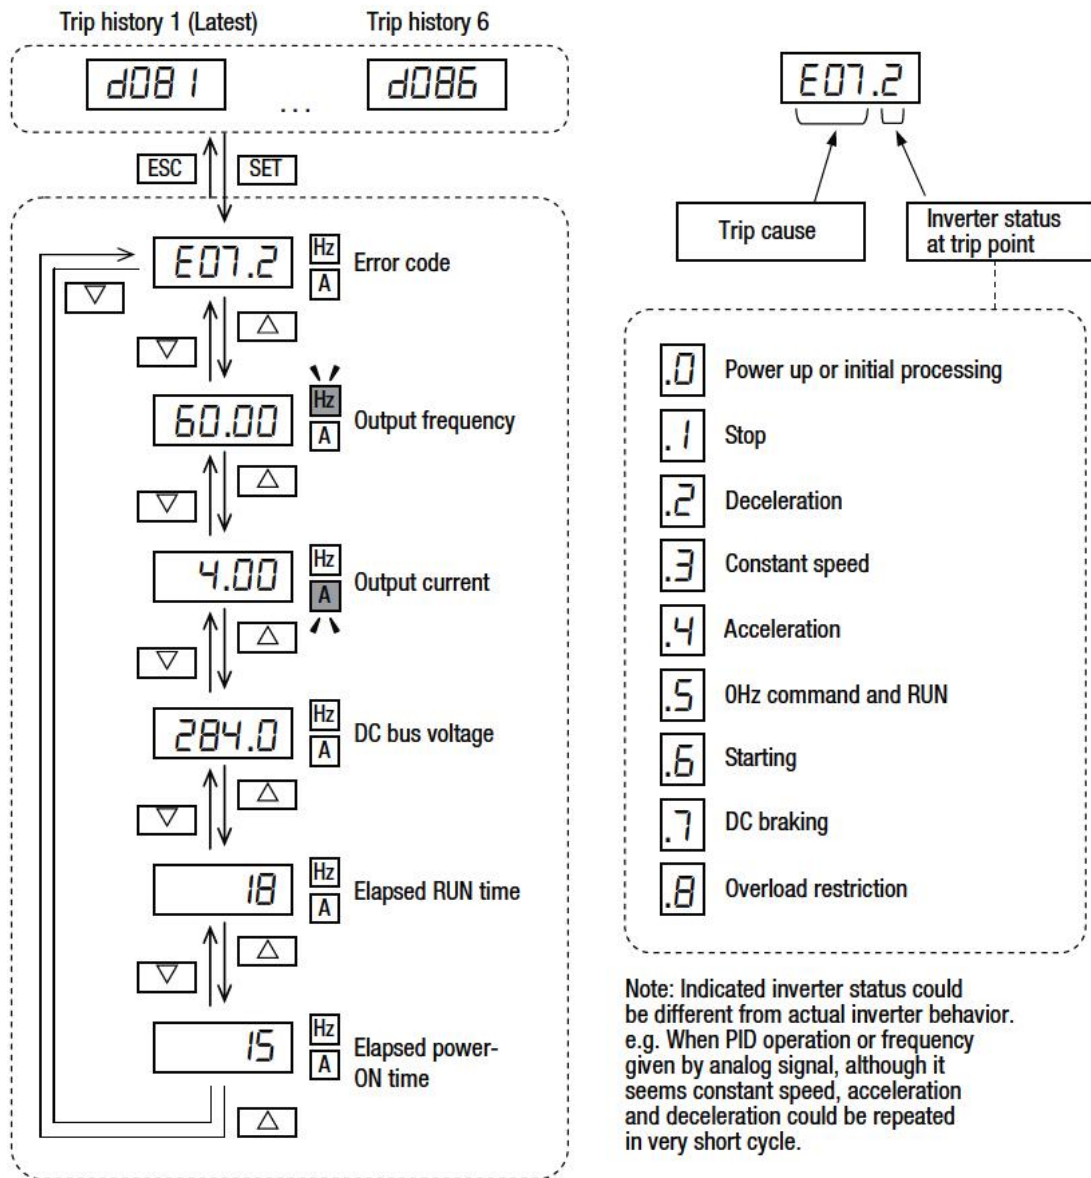 Trip history 1 (Latest)
Trip history 6
d081
...
d086
ESC
SET
E07.2
Hz
A
Error code
60.00
Hz
A
Output frequency
4.00
Hz
A
Output current
284.0
Hz
A
DC bus voltage
18
Hz
A
Elapsed RUN time
15
Hz
A
Elapsed power-
ON time
E07.2
Trip cause
Inverter status
at trip point
.0 Power up or initial processing
.1 Stop
.2 Deceleration
.3 Constant speed
.4 Acceleration
.5 0Hz command and RUN
.6 Starting
.7 DC braking
.8 Overload restriction
Note: Indicated inverter status could
be different from actual inverter behavior.
e.g. When PID operation or frequency
given by analog signal, although it
seems constant speed, acceleration
and deceleration could be repeated
in very short cycle.